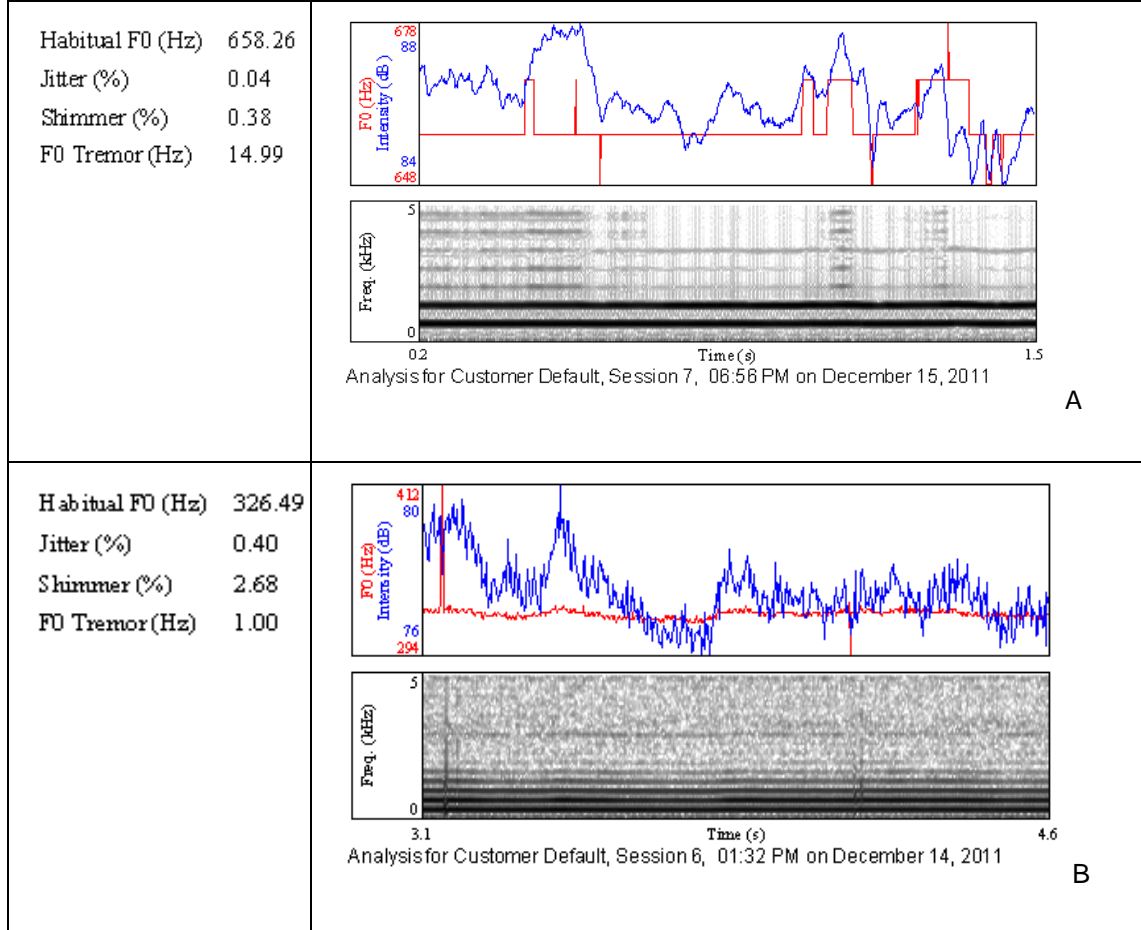 Habitual F0 (Hz) 658.26
Jitter (%) 0.04
Shimmer (%) 0.38
F0 Tremor (Hz) 14.99
678
88
F0 (Hz)
Intensity (dB)
84
648
5
Freq. (kHz)
0
0.2 Time (s) 1.5
Analysis for Customer Default, Session 7, 06:56 PM on December 15, 2011
A
Habitual F0 (Hz) 326.49
Jitter (%) 0.40
Shimmer (%) 2.68
F0 Tremor (Hz) 1.00
412
80
F0 (Hz)
Intensity (dB)
76
294
5
Freq. (kHz)
0
3.1 Time (s) 4.6
Analysis for Customer Default, Session 6, 01:32 PM on December 14, 2011
B